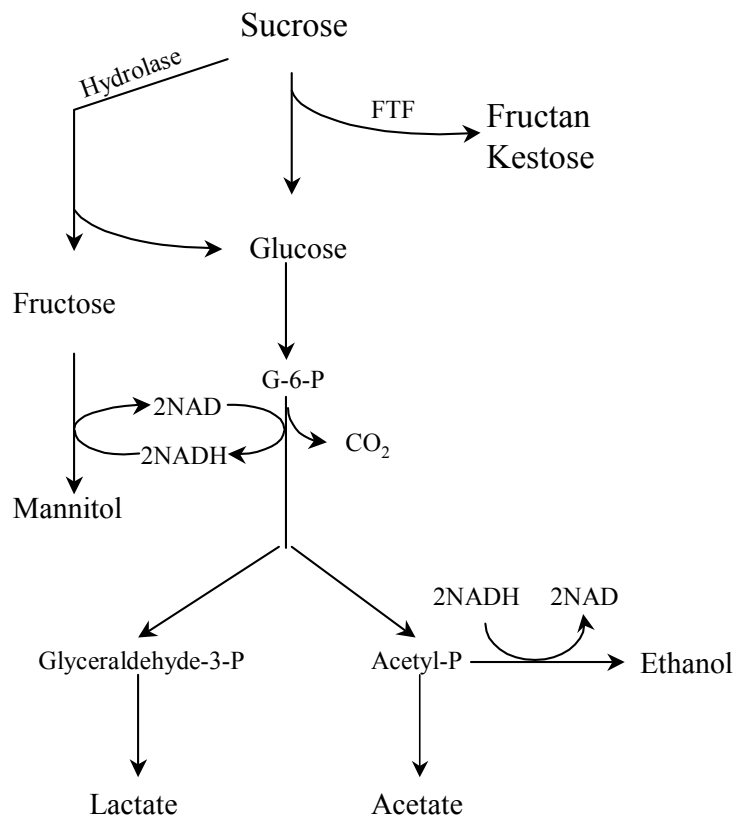 Sucrose
Hydrolase
FTF
Fructan
Kestose
Glucose
Fructose
G-6-P
2NAD
CO₂
2NADH
Mannitol
2NADH
2NAD
Glyceraldehyde-3-P
Acetyl-P
Ethanol
Lactate
Acetate